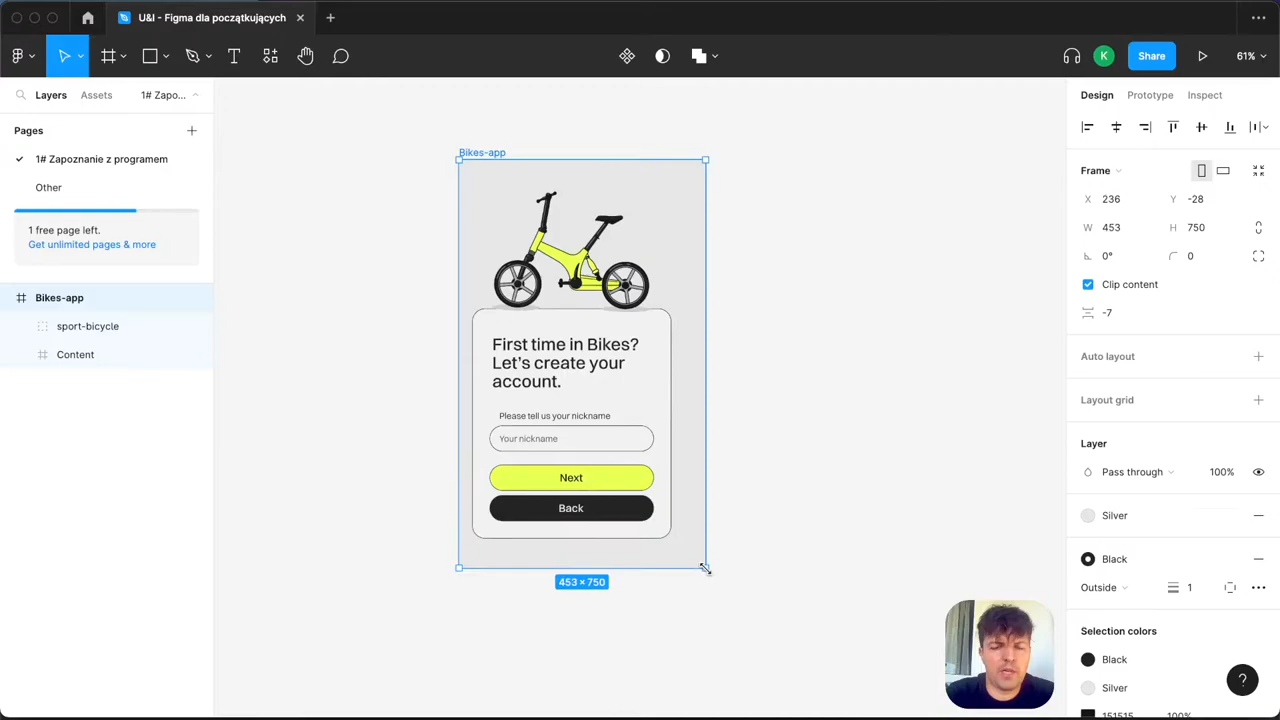 U&I - Figma dla początkujących
K
Share
61%
Layers
Assets
1# Zapo...
Pages
1# Zapoznanie z programem
Other
1 free page left.
Get unlimited pages & more
Bikes-app
sport-bicycle
Content
Bikes-app
First time in Bikes?
Let's create your
account.
Please tell us your nickname
Your nickname
Next
Back
453 × 750
Design
Prototype
Inspect
Frame
X 236
Y -28
W 453
H 750
0°
0
Clip content
-7
Auto layout
Layout grid
Layer
Pass through
100%
Silver
Black
Outside
1
Selection colors
Black
Silver
151515
100%
?